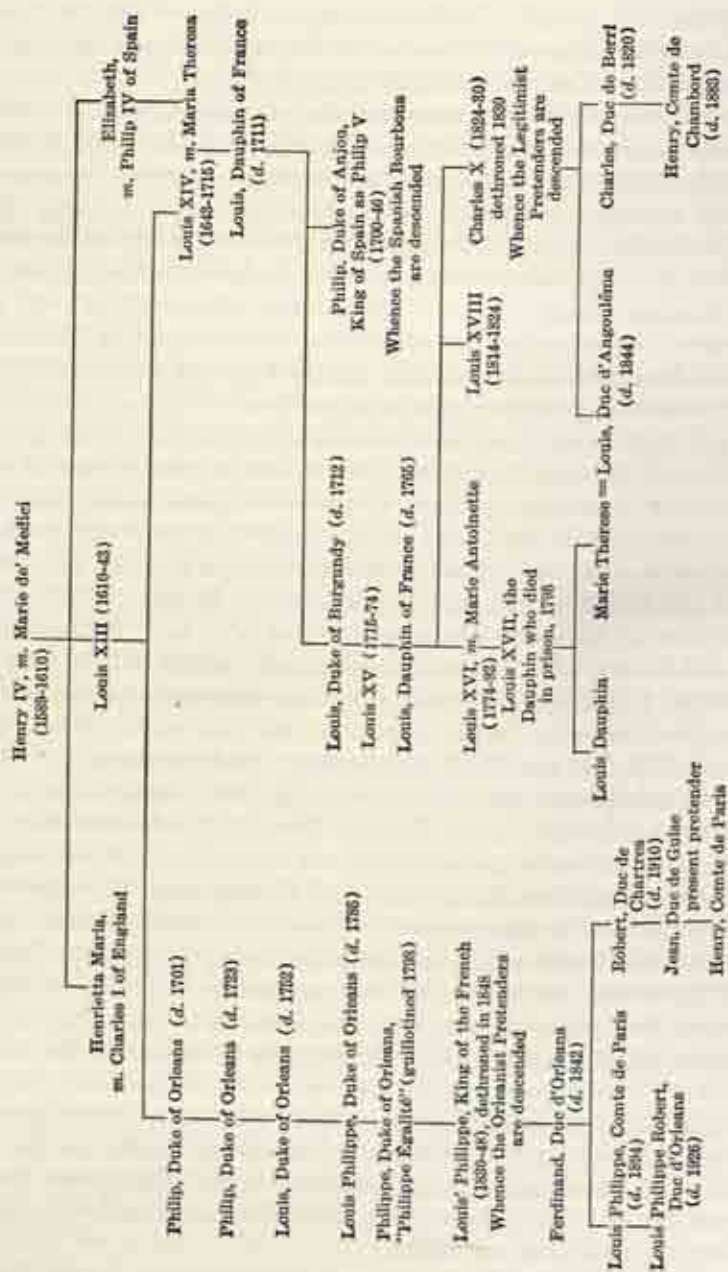 Henry IV, m. Marie de' Medici
(1589-1610)
Henrietta Maria,
m. Charles I of England
Louis XIII (1610-43)
Elisabeth,
m. Philip IV of Spain
Philip, Duke of Orleans (d. 1701)
Louis XIV, m. Maria Theresa
(1643-1715)
Philip, Duke of Orleans (d. 1723)
Louis, Dauphin of France
(d. 1711)
Louis, Duke of Orleans (d. 1752)
Louis, Duke of Burgundy (d. 1712)
Philip, Duke of Anjou,
King of Spain as Philip V
(1700-46)
Whence the Spanish Bourbons
are descended
Louis Philippe, Duke of Orleans (d. 1785)
Louis XV (1715-74)
Philippe, Duke of Orleans,
"Philippe Égalité" (guillotined 1793)
Louis, Dauphin of France (d. 1765)
Louis' Philippe, King of the French
(1830-48), dethroned in 1848
Whence the Orleanist Pretenders
are descended
Louis XVI, m. Marie Antoinette
(1774-92)
Louis XVII, the
Dauphin who died
in prison, 1795
Louis XVIII
(1814-1824)
Charles X (1824-30)
dethroned 1830
Whence the Legitimist
Pretenders are
descended
Ferdinand, Duc d'Orleans
(d. 1842)
Louis Dauphin
Marie Therese = Louis, Duc d'Angoulême
(d. 1844)
Charles, Duc de Berri
(d. 1820)
Louis Philippe, Comte de Paris
(d. 1894)
Robert, Duc de
Chartres
(d. 1910)
Henry, Comte de
Chambord
(d. 1883)
Louis Philippe Robert,
Duc d'Orleans
(d. 1926)
Jean, Duc de Guise
present pretender
Henry, Comte de Paris